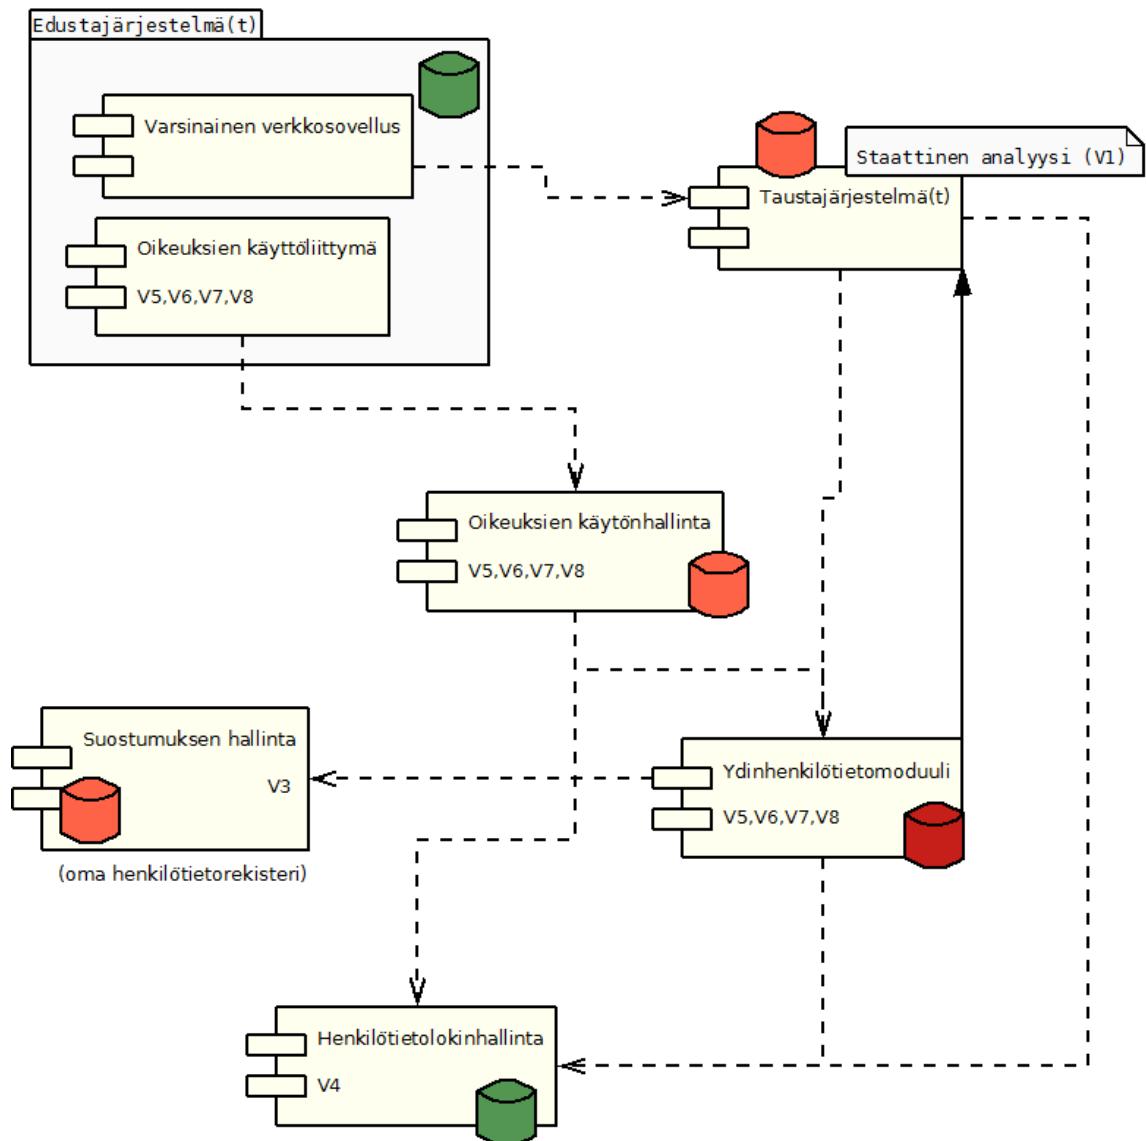 Edustajärjestelmä(t)
Varsinainen verkkosovellus
Staattinen analyysi (V1)
Taustajärjestelmä(t)
Oikeuksien käyttöliittymä
V5,V6,V7,V8
Oikeuksien käytönhallinta
V5,V6,V7,V8
Suostumuksen hallinta
V3
(oma henkilötietorekisteri)
Ydinhenkilötietomoduuli
V5,V6,V7,V8
Henkilötietolokinhallinta
V4